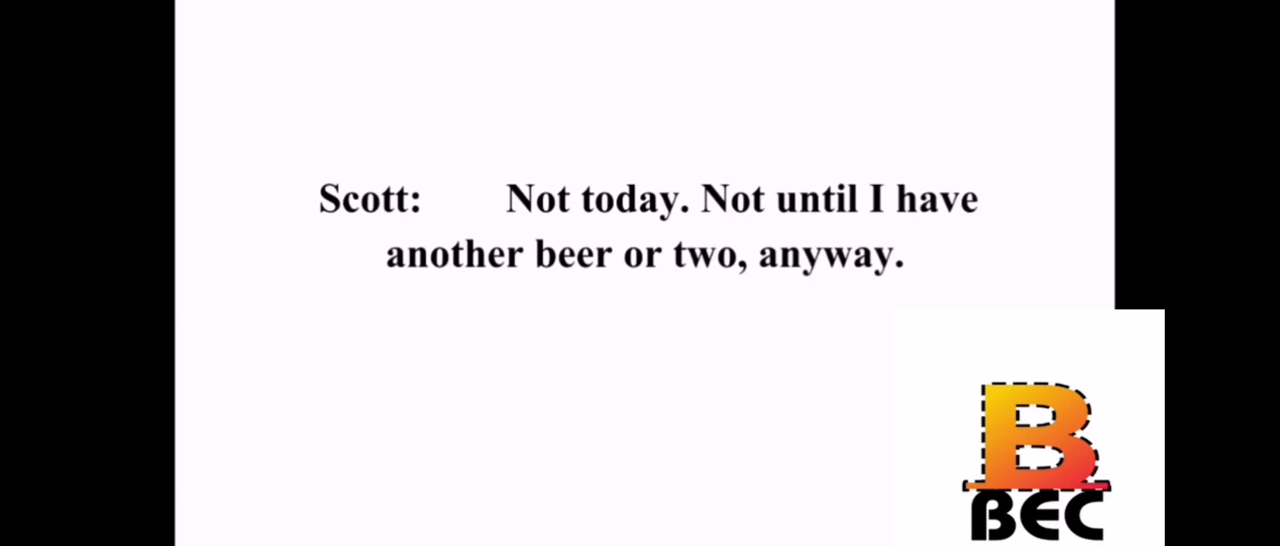 Scott: Not today. Not until I have
another beer or two, anyway.
B
BEC